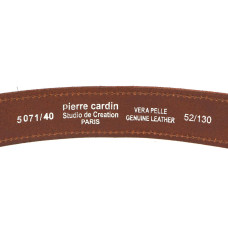 pierre cardin
5071/40 Studio de Creation VERA PELLE 52/130
PARIS GENUINE LEATHER